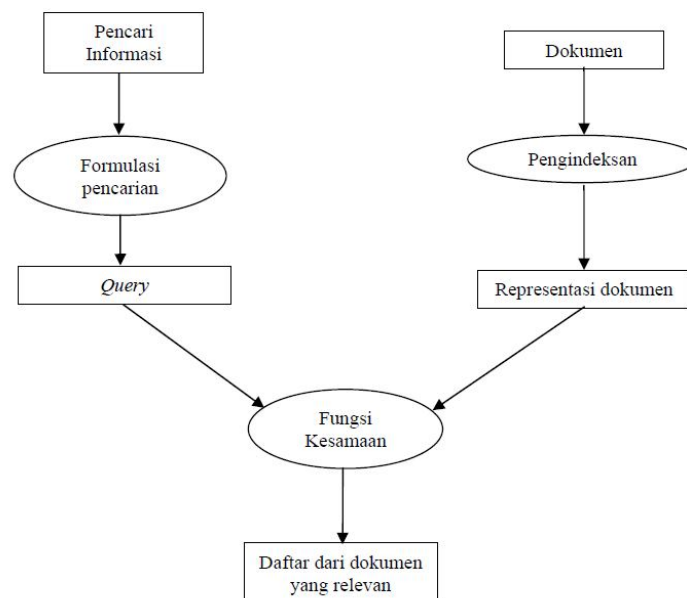 Pencari
Informasi
Dokumen
Formulasi
pencarian
Pengindeksan
Query
Representasi dokumen
Fungsi
Kesamaan
Daftar dari dokumen
yang relevan